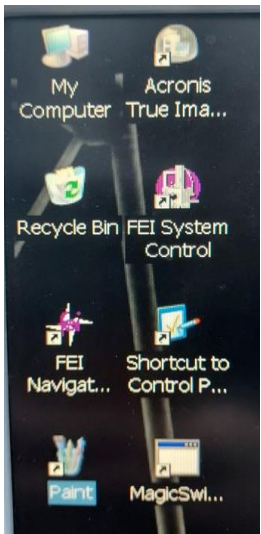 My
Computer
Acronis
True Ima...
Recycle Bin
FEI System
Control
FEI
Navigat...
Shortcut to
Control P...
Paint
MagicSwi...